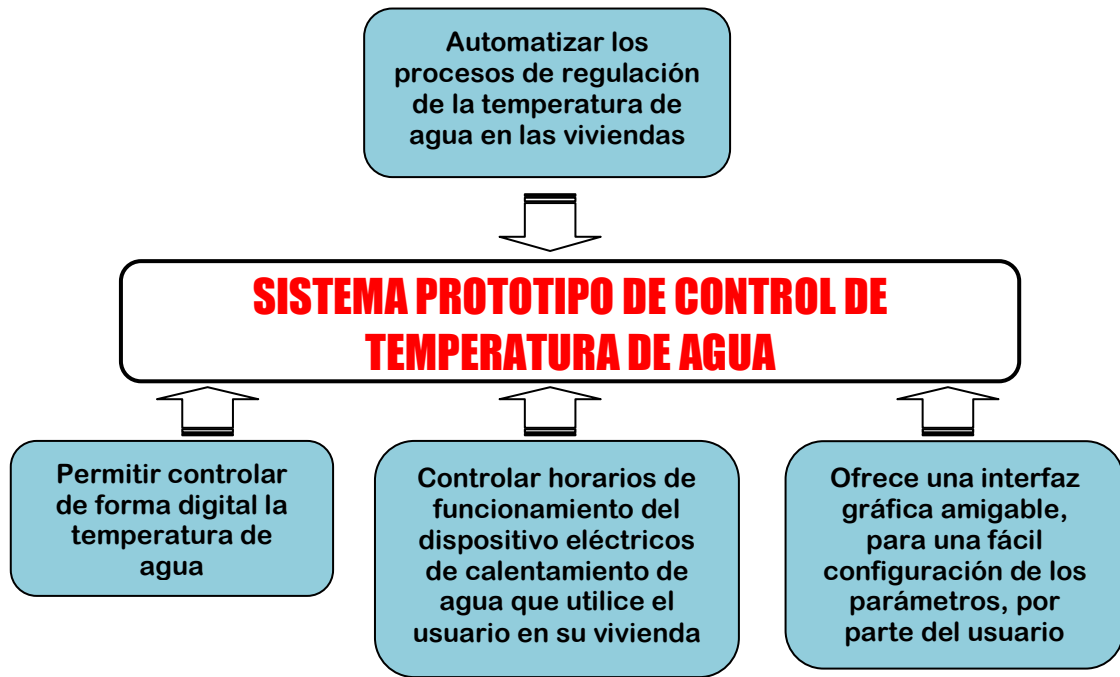 Automatizar los
procesos de regulación
de la temperatura de
agua en las viviendas
SISTEMA PROTOTIPO DE CONTROL DE
TEMPERATURA DE AGUA
Permitir controlar
de forma digital la
temperatura de
agua
Controlar horarios de
funcionamiento del
dispositivo eléctricos
de calentamiento de
agua que utilice el
usuario en su vivienda
Ofrece una interfaz
gráfica amigable,
para una fácil
configuración de los
parámetros, por
parte del usuario